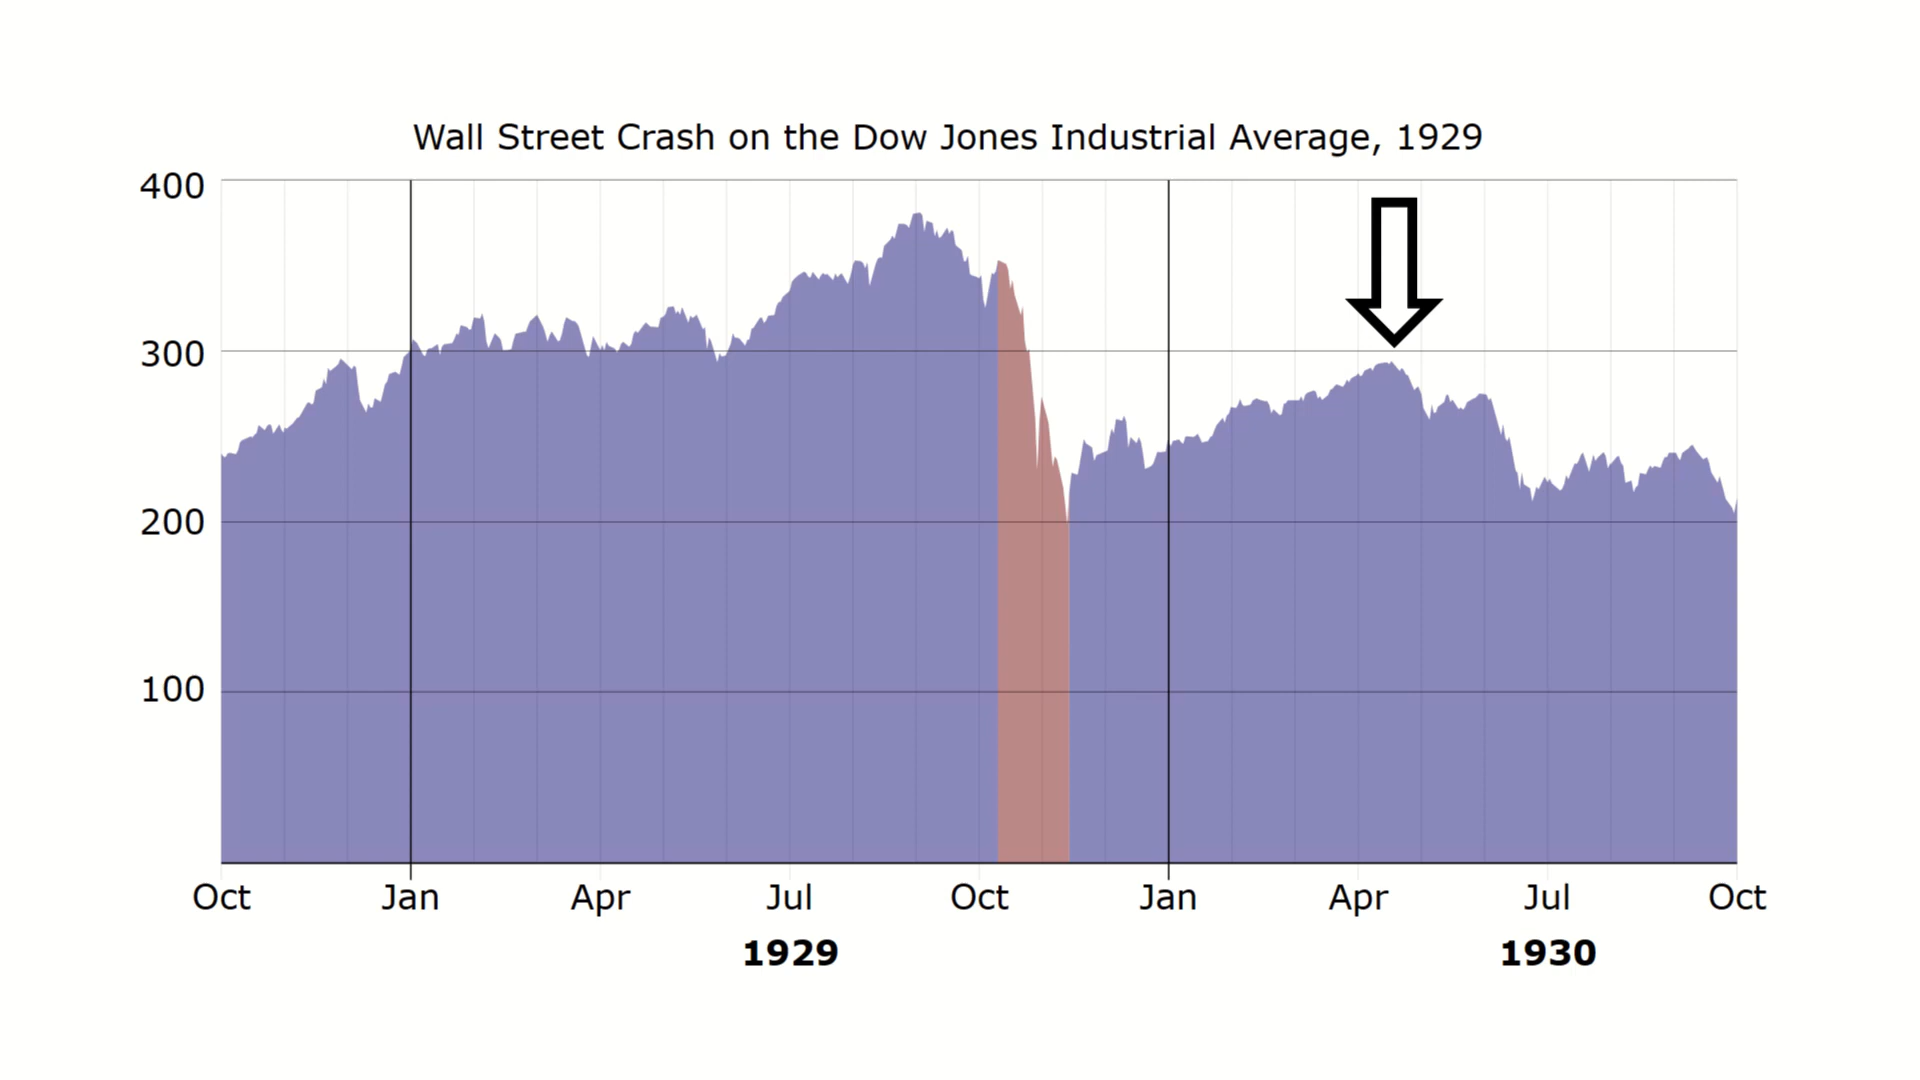 Wall Street Crash on the Dow Jones Industrial Average, 1929
400
300
200
100
Oct Jan Apr Jul Oct Jan Apr Jul Oct
1929 1930